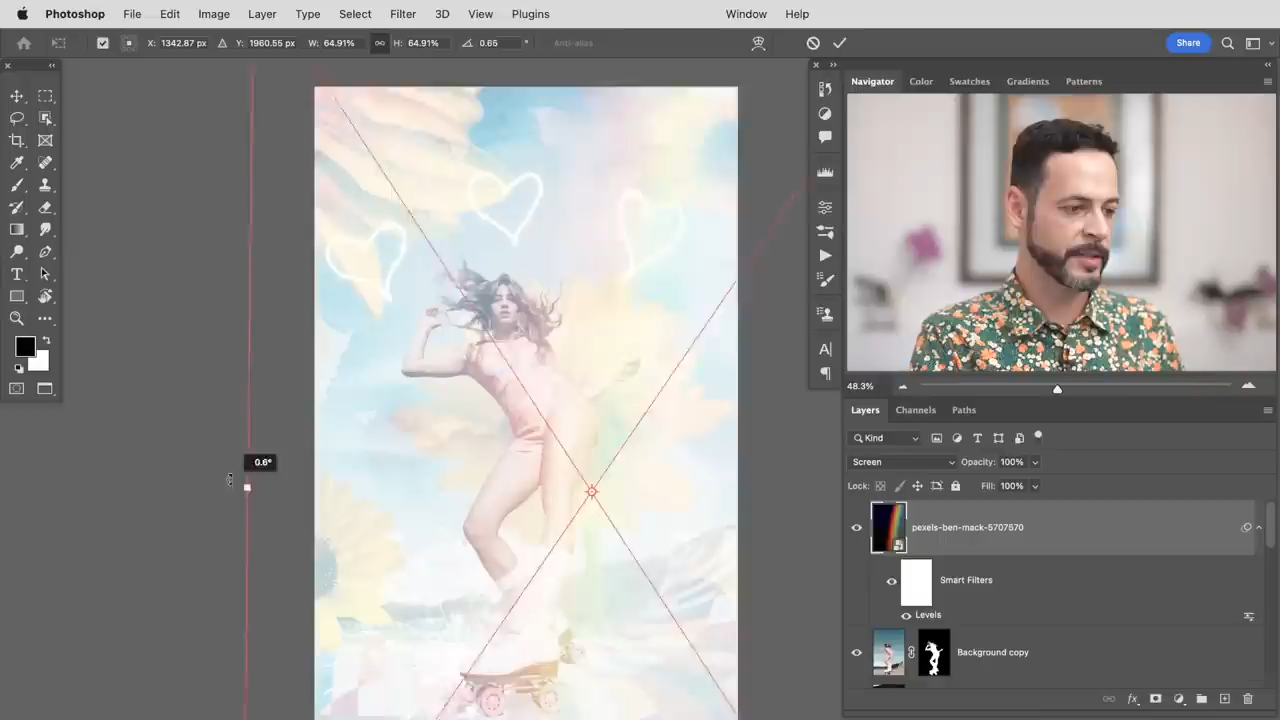 Photoshop File Edit Image Layer Type Select Filter 3D View Plugins Window Help
X: 1342.87 px Y: 1960.55 px W: 64.91% H: 64.91% 0.65 ° Anti-alias Share
Navigator Color Swatches Gradients Patterns
0.6°
48.3%
Layers Channels Paths
Kind
Screen Opacity: 100%
Lock: Fill: 100%
pexels-ben-mack-5707570
Smart Filters
Levels
Background copy